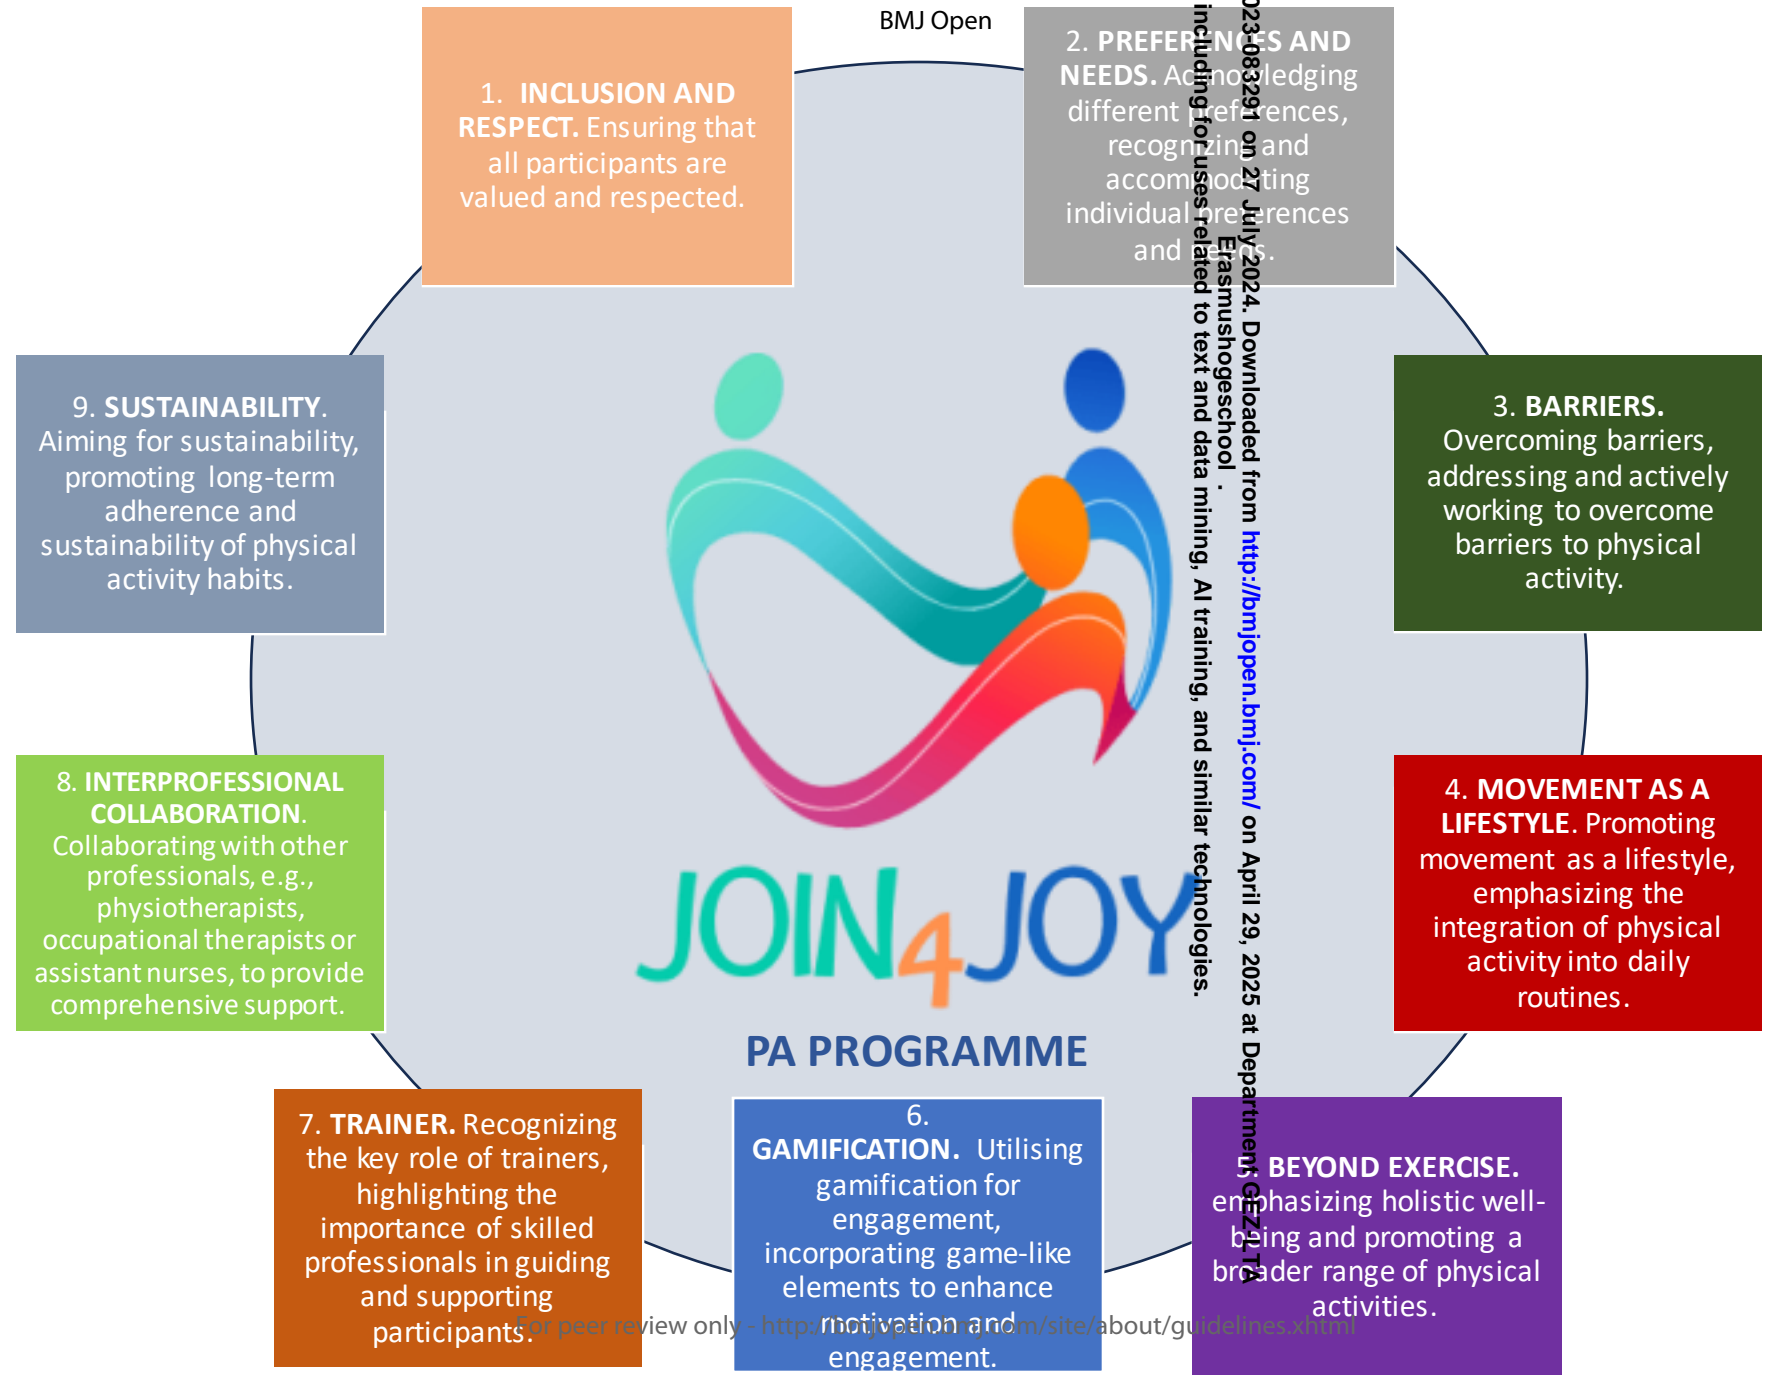 BMJ Open
1. INCLUSION AND
RESPECT. Ensuring that
all participants are
valued and respected.
2. PREFERENCES AND
NEEDS. Acknowledging
different preferences,
recognizing and
accommodating
individual preferences
and needs.
3. BARRIERS.
Overcoming barriers,
addressing and actively
working to overcome
barriers to physical
activity.
4. MOVEMENT AS A
LIFESTYLE. Promoting
movement as a lifestyle,
emphasizing the
integration of physical
activity into daily
routines.
5. BEYOND EXERCISE.
emphasizing holistic well-
being and promoting a
broader range of physical
activities.
6.
GAMIFICATION. Utilising
gamification for
engagement,
incorporating game-like
elements to enhance
motivation and
engagement.
7. TRAINER. Recognizing
the key role of trainers,
highlighting the
importance of skilled
professionals in guiding
and supporting
participants.
8. INTERPROFESSIONAL
COLLABORATION.
Collaborating with other
professionals, e.g.,
physiotherapists,
occupational therapists or
assistant nurses, to provide
comprehensive support.
9. SUSTAINABILITY.
Aiming for sustainability,
promoting long-term
adherence and
sustainability of physical
activity habits.
JOIN4JOY
PA PROGRAMME
023-083291 on 27 July 2024. Downloaded from http://bmjopen.bmj.com/ on April 29, 2025 at Department GEZ-LTA
Erasmushogeschool .
including for uses related to text and data mining, AI training, and similar technologies.
For peer review only - http://bmjopen.bmj.com/site/about/guidelines.xhtml